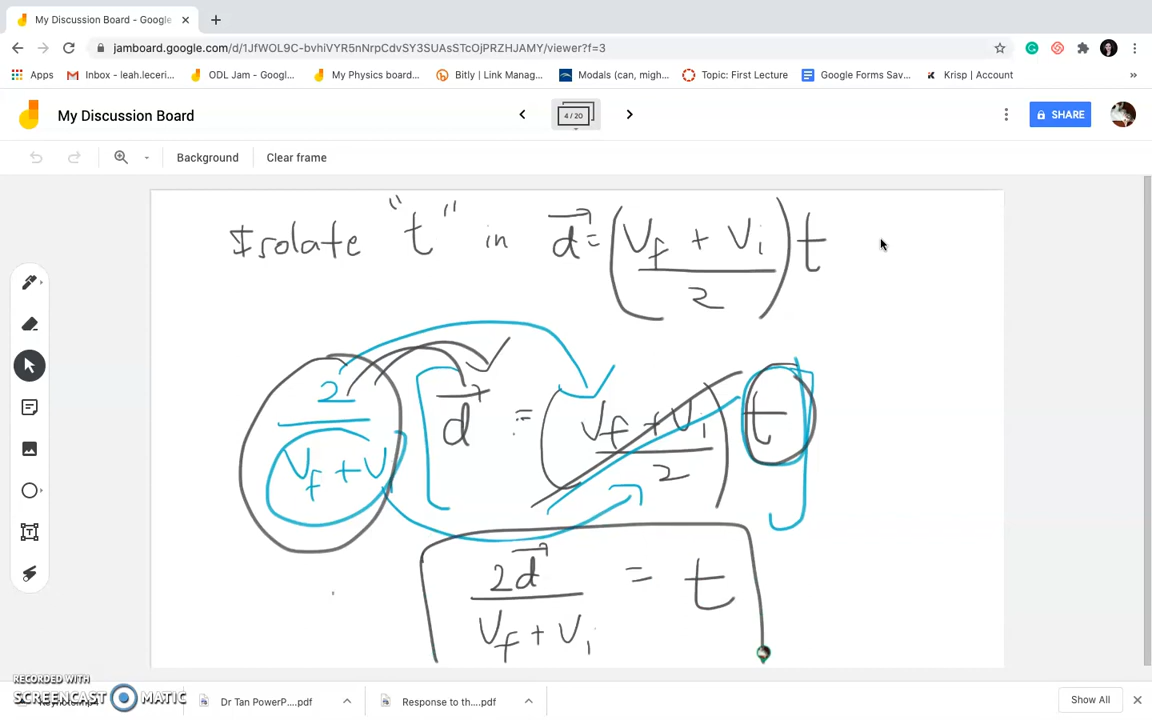 My Discussion Board - Google
jamboard.google.com/d/1JfWOL9C-bvhiVYR5nNrpCdvSY3SUAsSTcOjPRZHJAMY/viewer?f=3
Apps Inbox - leah.leceri... ODL Jam - Googl... My Physics board... Bitly | Link Manag... Modals (can, migh... Topic: First Lecture Google Forms Sav... Krisp | Account »
My Discussion Board 4 / 20 SHARE
Background Clear frame
Isolate "t" in d⃗ = (Vf + Vi / 2) t
2 / Vf + V [ d⃗ = (Vf + Vi / 2) t ]
2d⃗ / Vf + Vi = t
RECORDED WITH
SCREENCAST MATIC
Dr Tan PowerP....pdf Response to th....pdf Show All